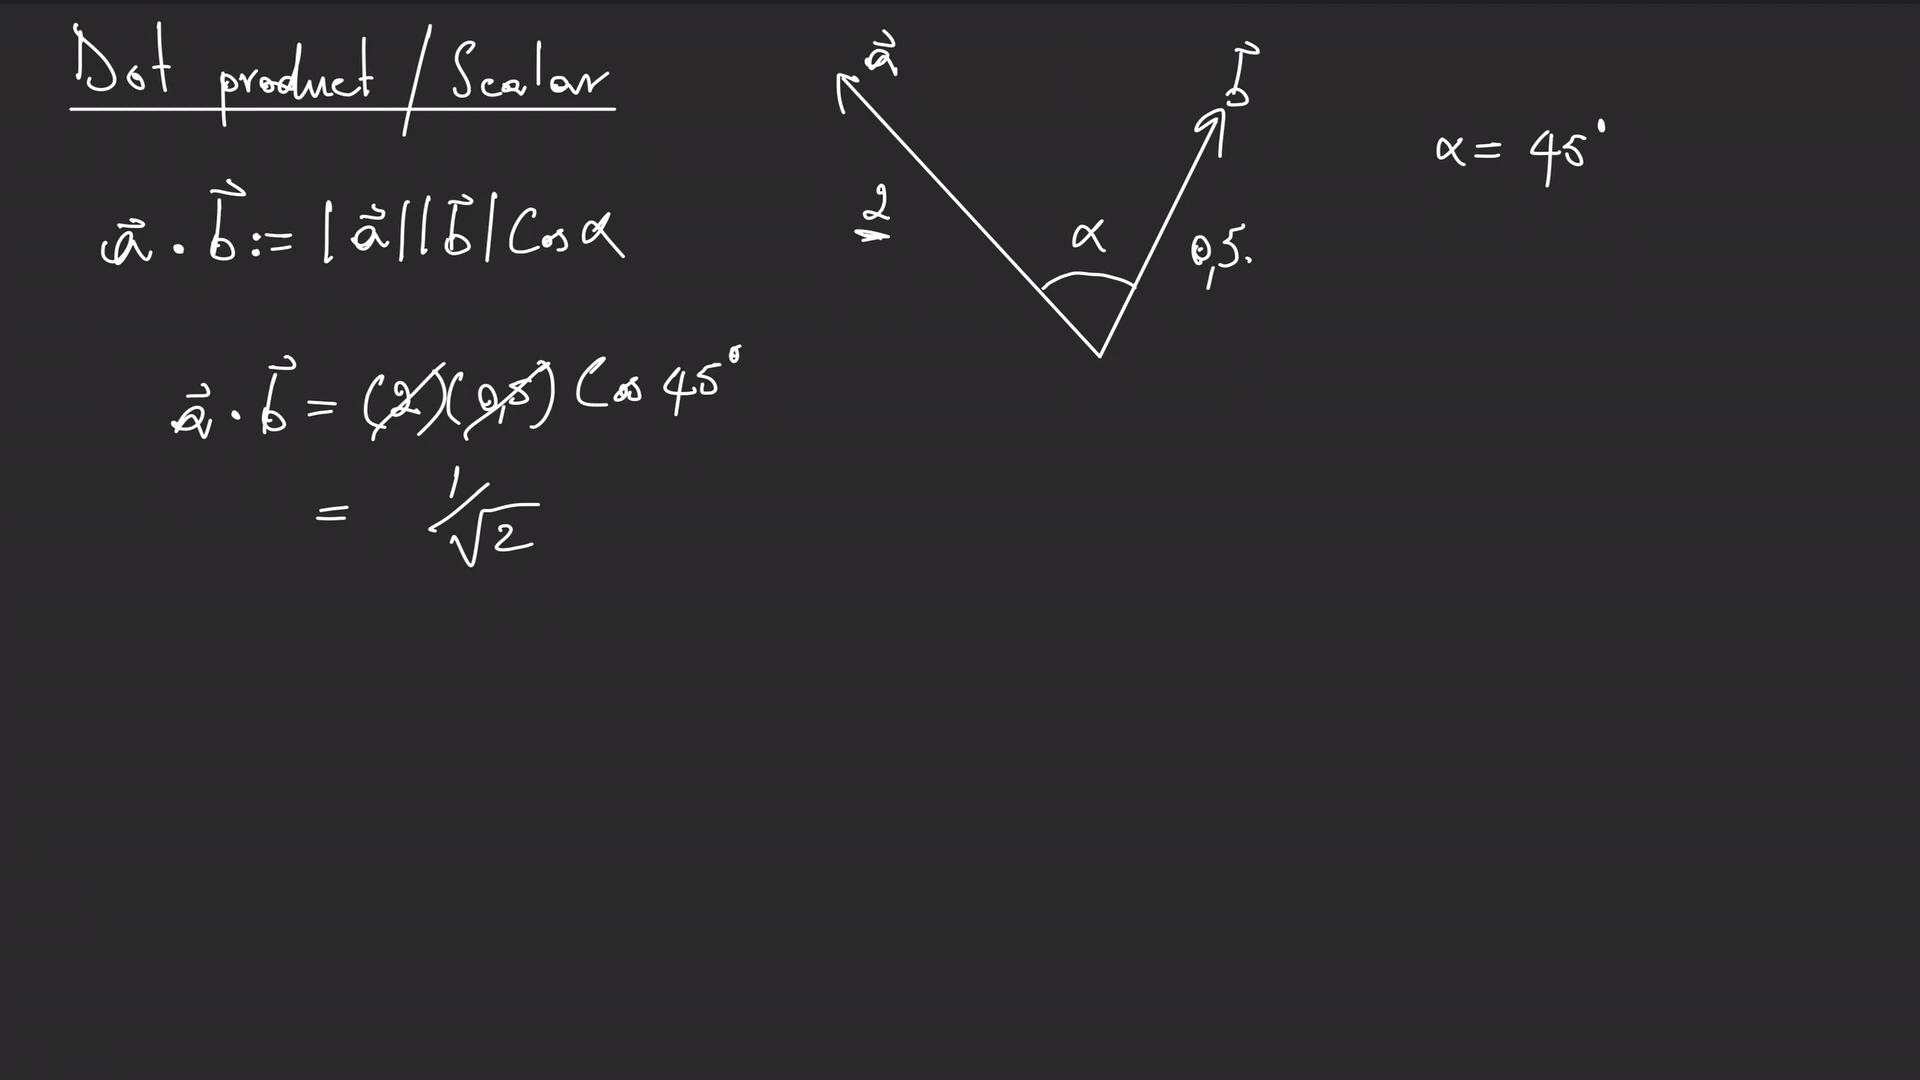 Dot product / Scalar
a⃗ · b⃗ := |a⃗||b⃗| Cos α
a⃗ · b⃗ = (2)(0,5) Cos 45°
= 1/√2
a⃗
b⃗
2
α
0,5.
α = 45°